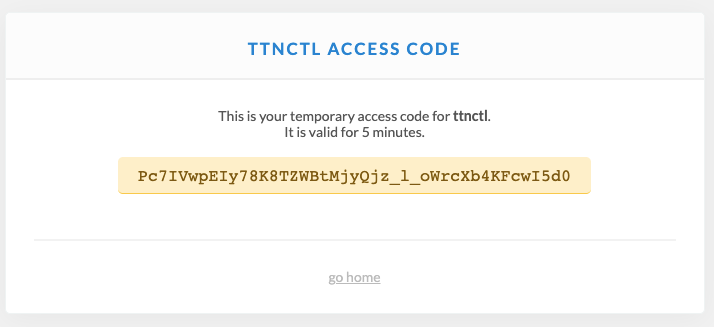 TTNCTL ACCESS CODE
This is your temporary access code for ttnctl.
It is valid for 5 minutes.
Pc7IVwpEIy78K8TZWBtMjyQjz_l_oWrcXb4KFcwI5d0
go home